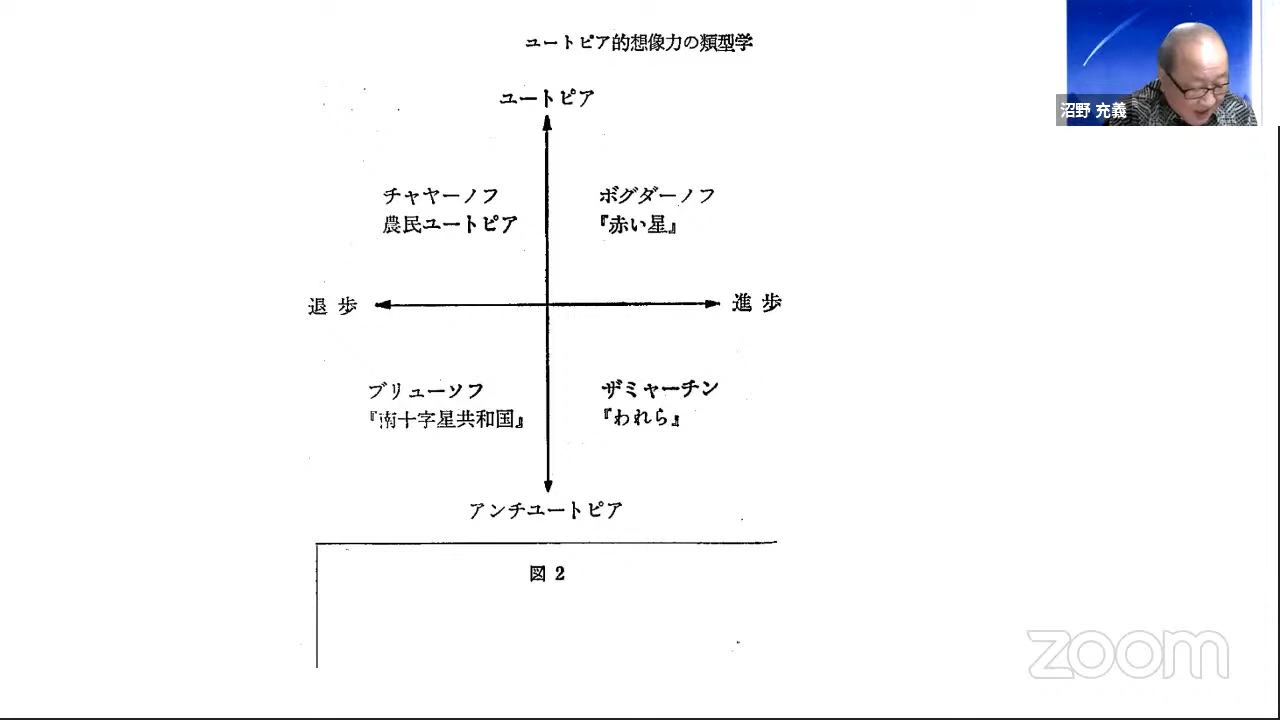 ユートピア的想像力の類型学
沼野 充義
ユートピア
チャヤーノフ
農民ユートピア
ボグダーノフ
『赤い星』
退歩
進歩
ブリューソフ
『南十字星共和国』
ザミャーチン
『われら』
アンチユートピア
図 2
zoom